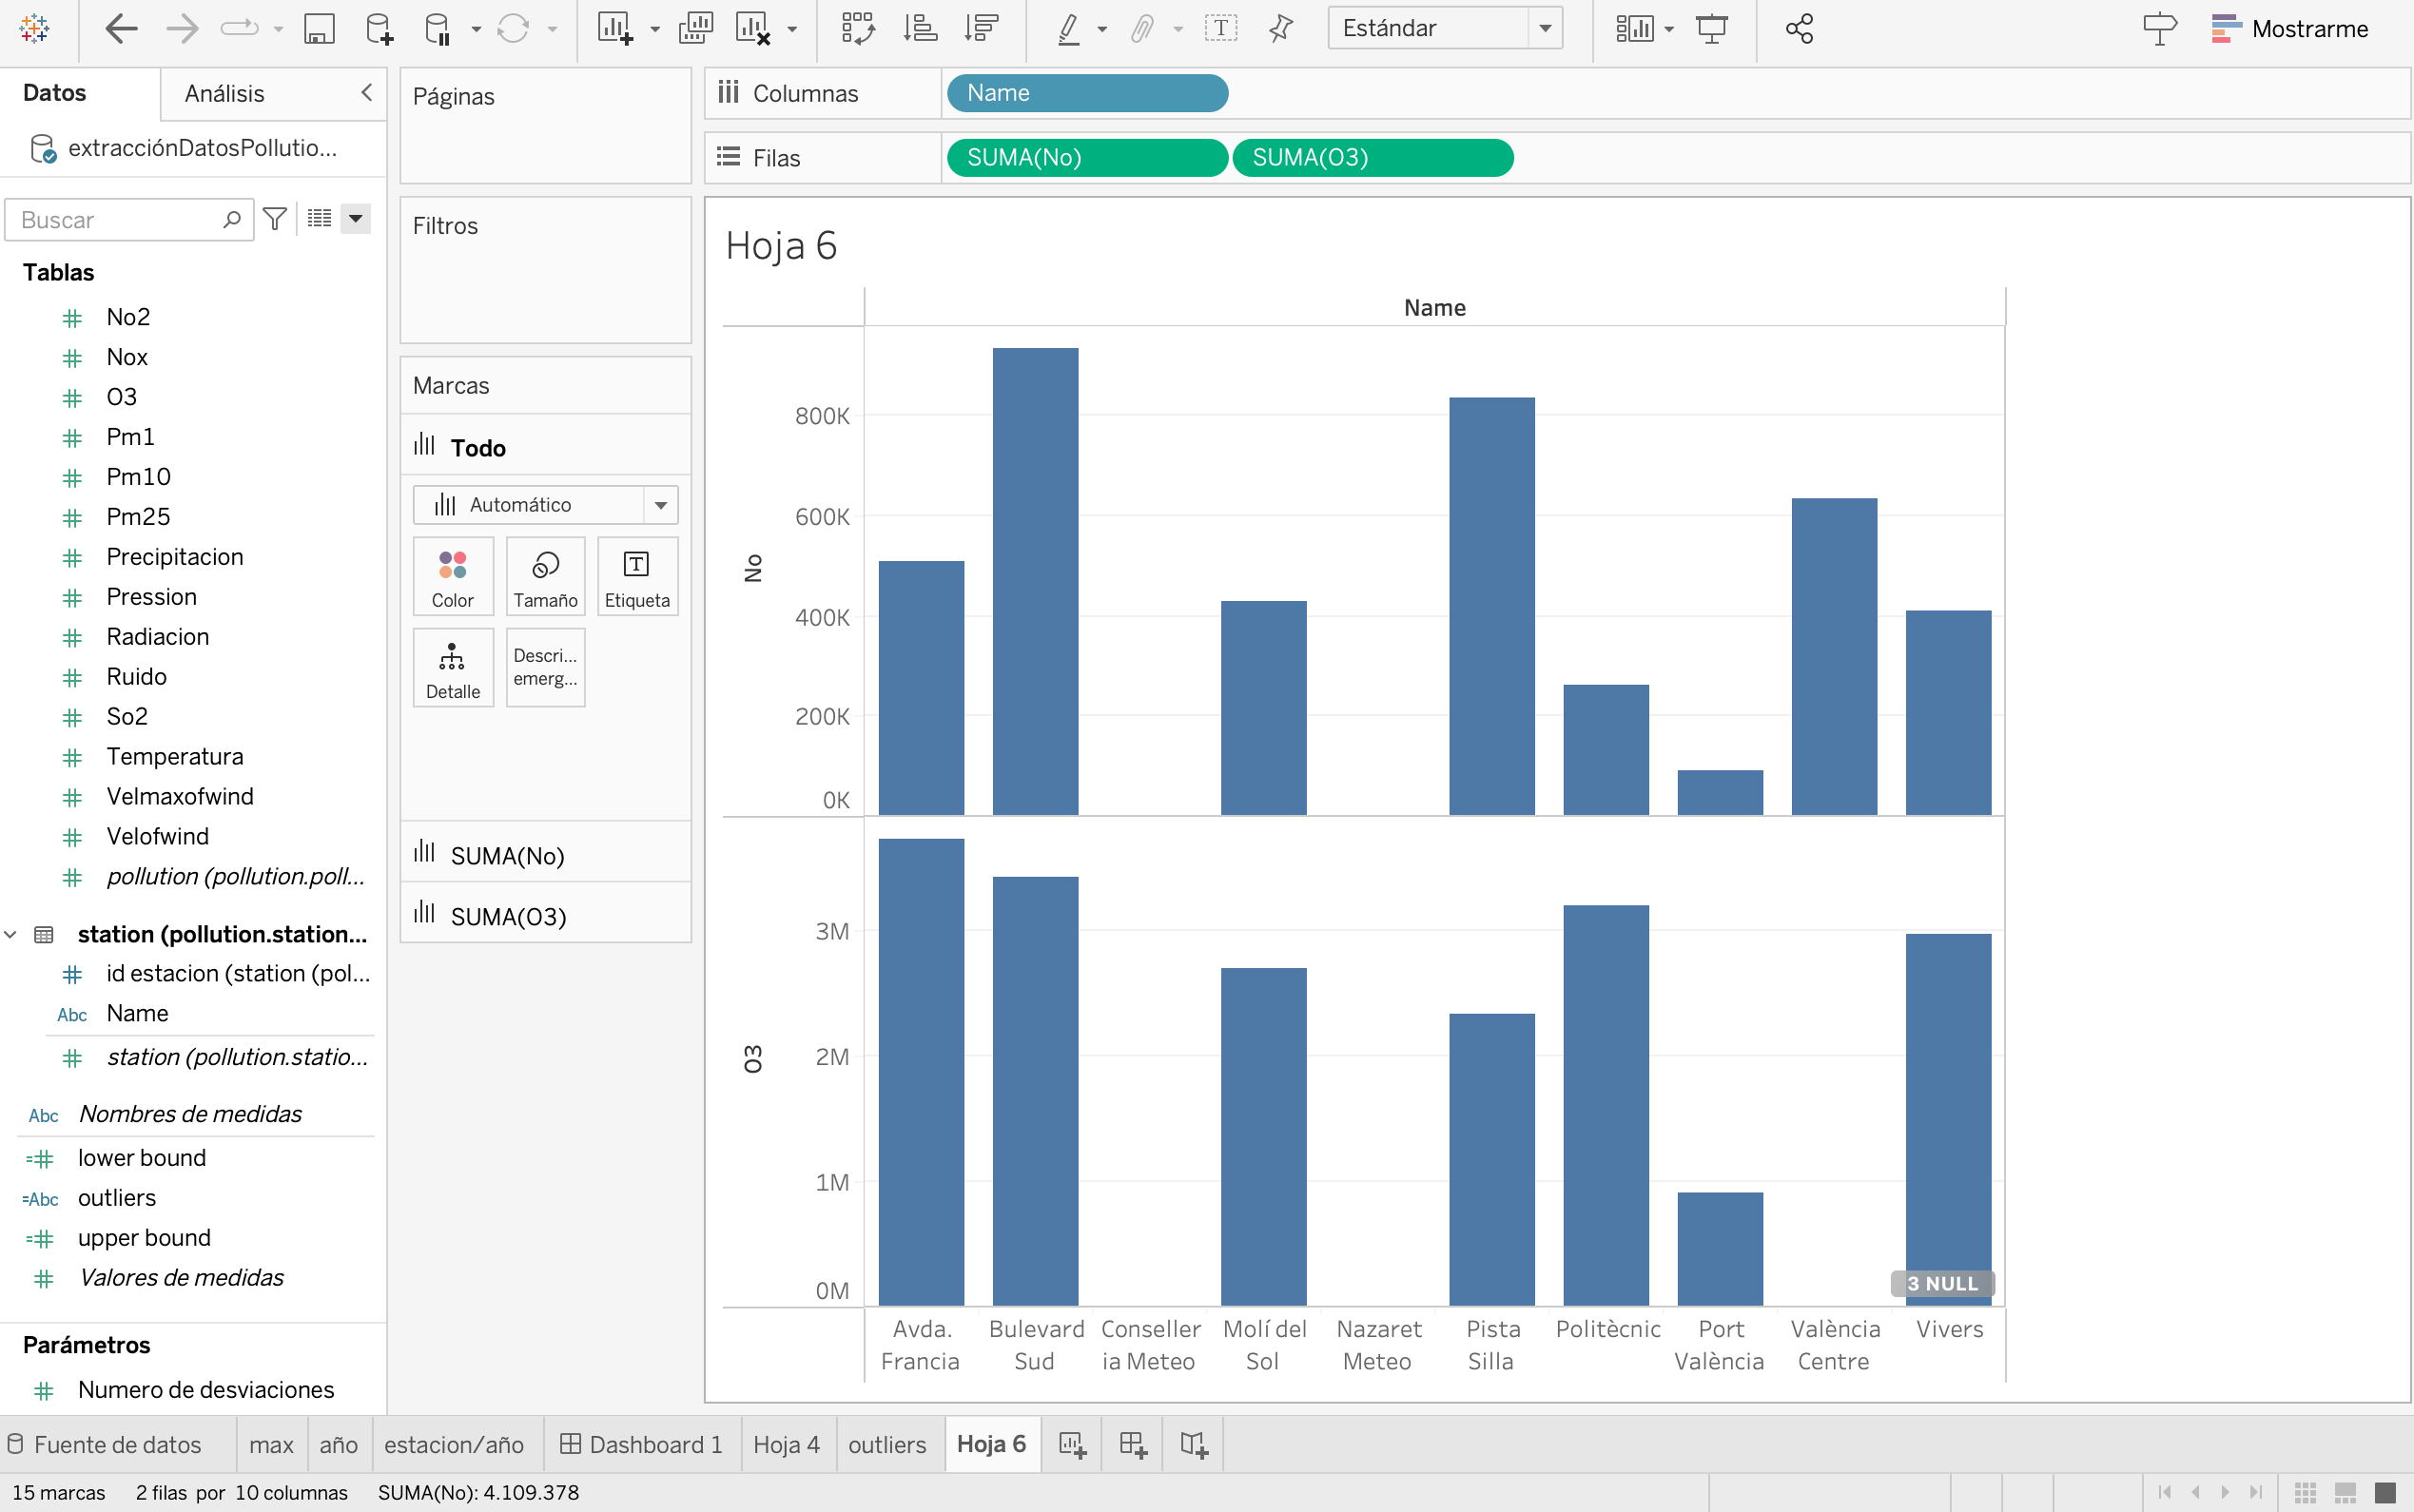 Estándar
Mostrarme
Datos
Análisis
extracciónDatosPollutio...
Buscar
Tablas
No2
Nox
O3
Pm1
Pm10
Pm25
Precipitacion
Pression
Radiacion
Ruido
So2
Temperatura
Velmaxofwind
Velofwind
pollution (pollution.poll...
station (pollution.station...
id estacion (station (pol...
Abc Name
station (pollution.statio...
Abc Nombres de medidas
lower bound
=Abc outliers
upper bound
Valores de medidas
Parámetros
Numero de desviaciones
Páginas
Filtros
Marcas
Todo
Automático
Color
Tamaño
Etiqueta
Detalle
Descri...
emerg...
SUMA(No)
SUMA(O3)
Columnas
Name
Filas
SUMA(No)
SUMA(O3)
Hoja 6
Name
No
800K
600K
400K
200K
0K
O3
3M
2M
1M
0M
3 NULL
Avda.
Francia
Bulevard
Sud
Conseller
ia Meteo
Molí del
Sol
Nazaret
Meteo
Pista
Silla
Politècnic
Port
València
València
Centre
Vivers
Fuente de datos
max
año
estacion/año
Dashboard 1
Hoja 4
outliers
Hoja 6
15 marcas
2 filas por 10 columnas
SUMA(No): 4.109.378